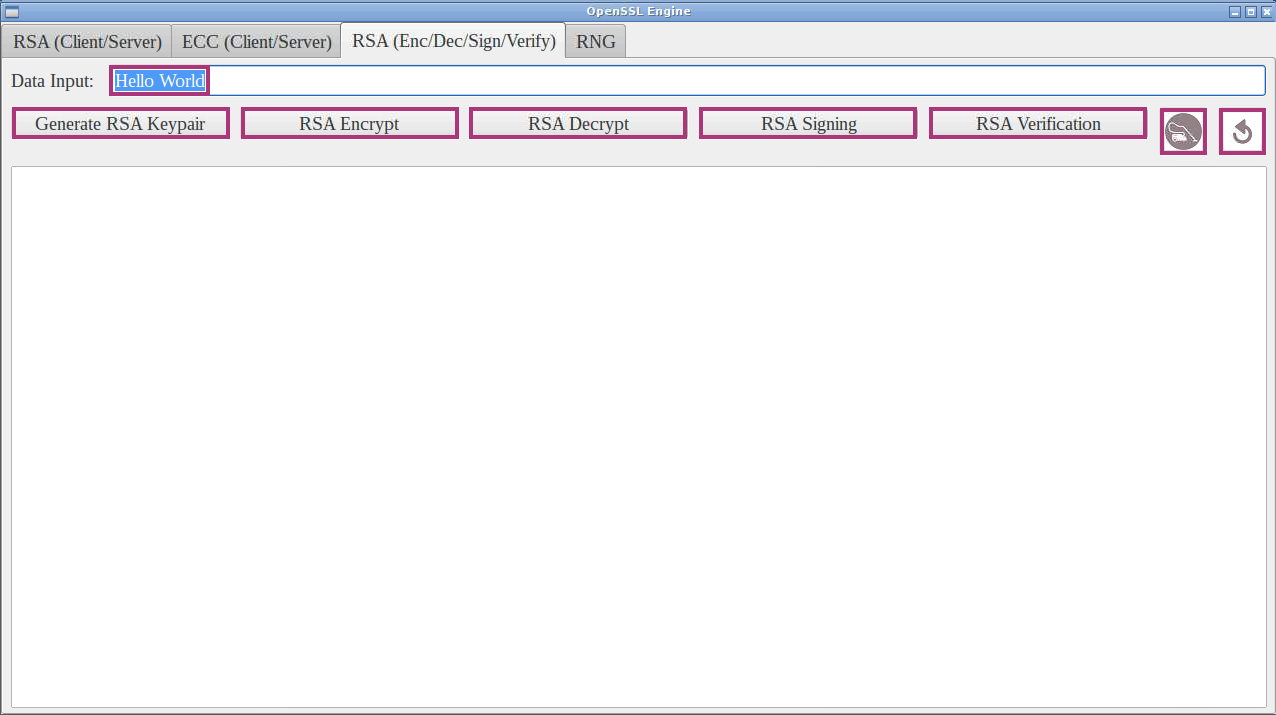 OpenSSL Engine
RSA (Client/Server) ECC (Client/Server) RSA (Enc/Dec/Sign/Verify) RNG
Data Input: Hello World
Generate RSA Keypair RSA Encrypt RSA Decrypt RSA Signing RSA Verification